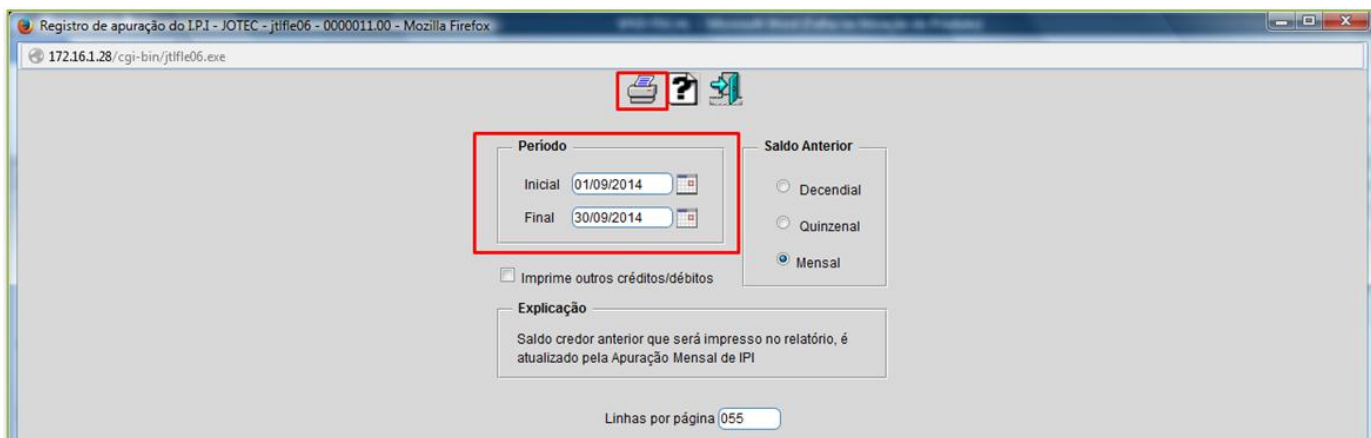 Registro de apuração do I.P.I - JOTEC - jtlfle06 - 0000011.00 - Mozilla Firefox
172.16.1.28/cgi-bin/jtlfle06.exe
Período
Inicial 01/09/2014
Final 30/09/2014
Saldo Anterior
Decendial
Quinzenal
Mensal
Imprime outros créditos/débitos
Explicação
Saldo credor anterior que será impresso no relatório, é
atualizado pela Apuração Mensal de IPI
Linhas por página 055